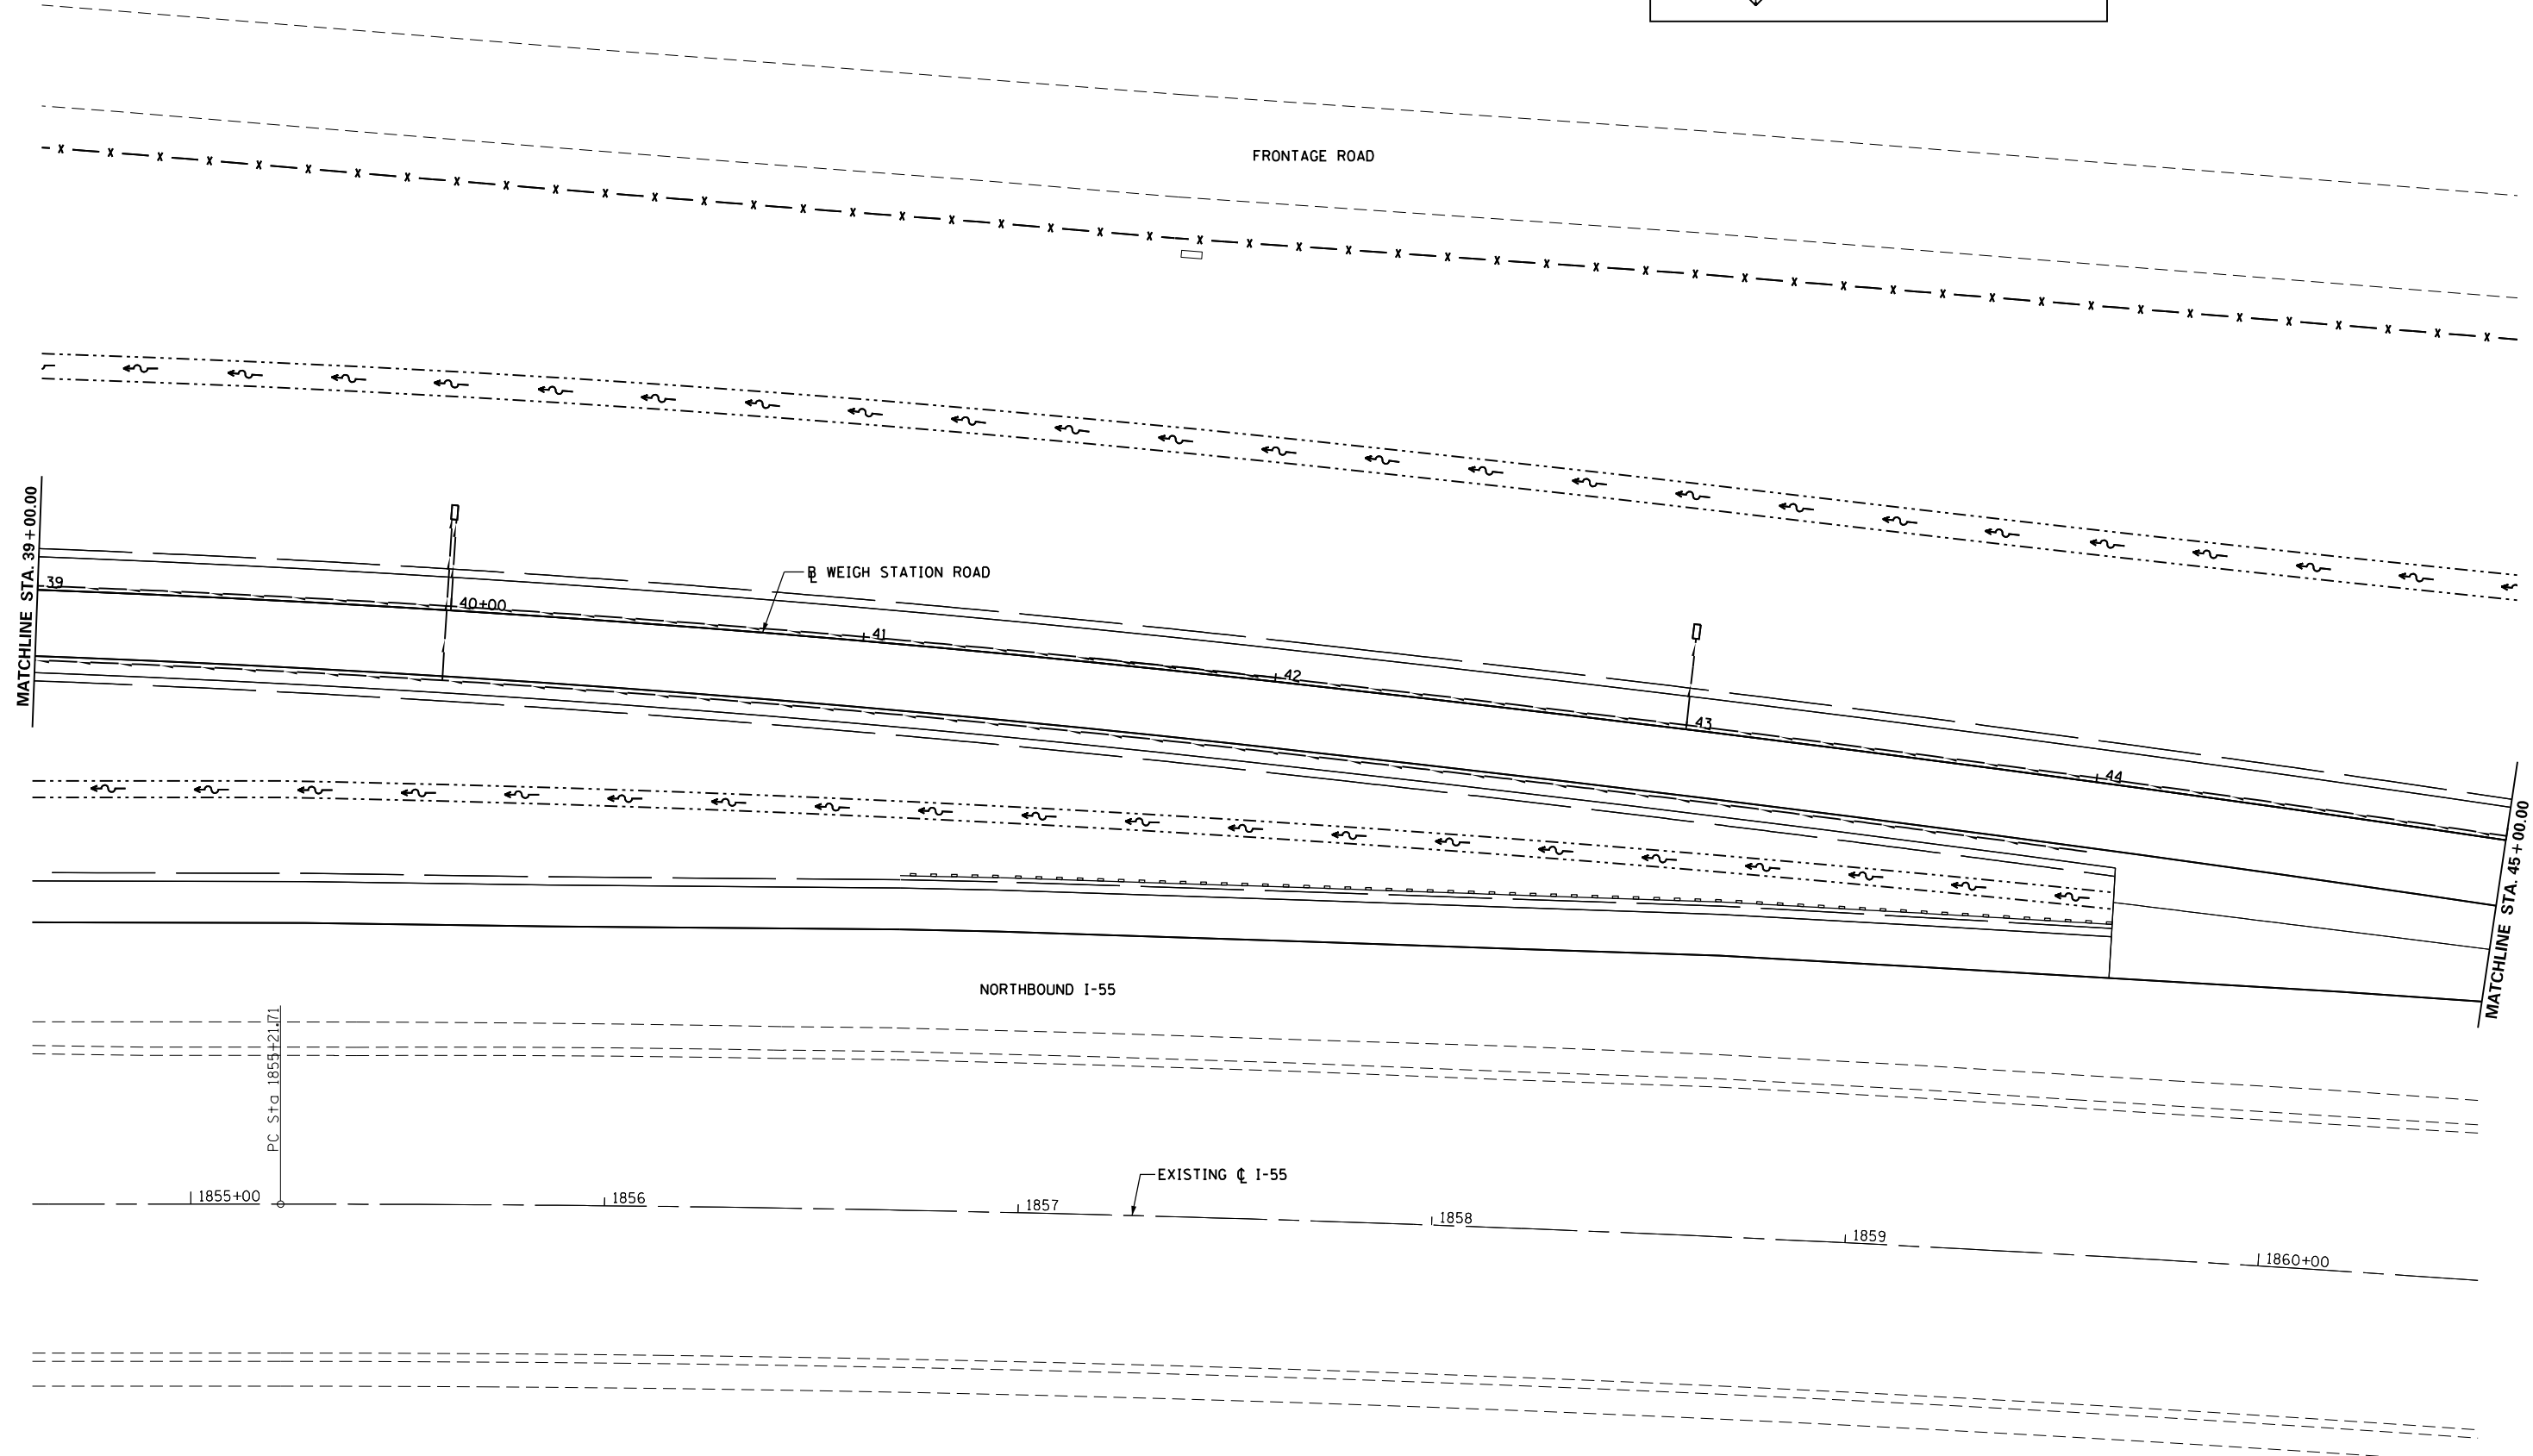 FRONTAGE ROAD
MATCHLINE STA. 39+00.00
39
40+00
℄ WEIGH STATION ROAD
41
42
43
44
MATCHLINE STA. 45+00.00
NORTHBOUND I-55
PC Sta 1855+21.71
EXISTING ℄ I-55
1855+00
1856
1857
1858
1859
1860+00